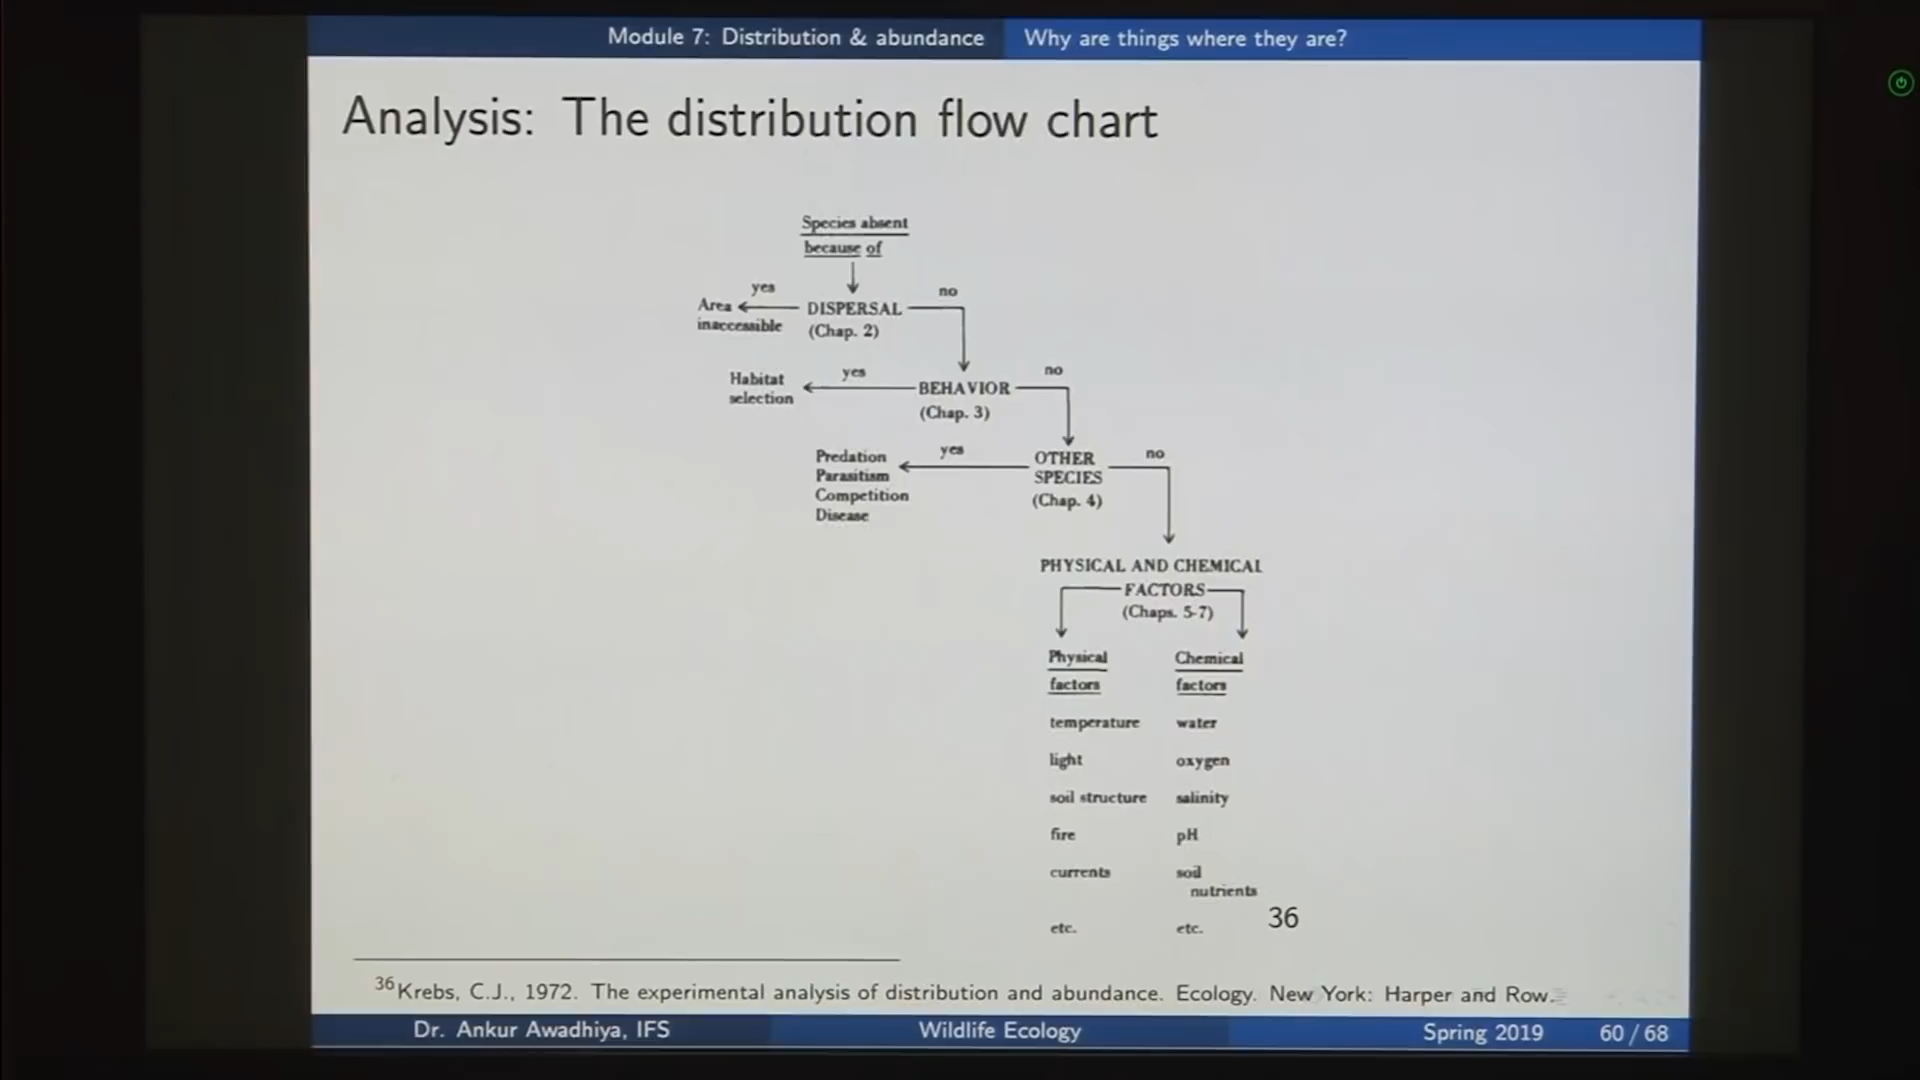 Module 7: Distribution & abundance Why are things where they are?
Analysis: The distribution flow chart
Species absent
because of
yes
no
Area
inaccessible
DISPERSAL
(Chap. 2)
yes
no
Habitat
selection
BEHAVIOR
(Chap. 3)
yes
no
Predation
Parasitism
Competition
Disease
OTHER
SPECIES
(Chap. 4)
PHYSICAL AND CHEMICAL
FACTORS
(Chaps. 5-7)
Physical
factors
temperature
light
soil structure
fire
currents
etc.
Chemical
factors
water
oxygen
salinity
pH
soil
nutrients
etc.
36
36 Krebs, C.J., 1972. The experimental analysis of distribution and abundance. Ecology. New York: Harper and Row.
Dr. Ankur Awadhiya, IFS Wildlife Ecology Spring 2019 60 / 68